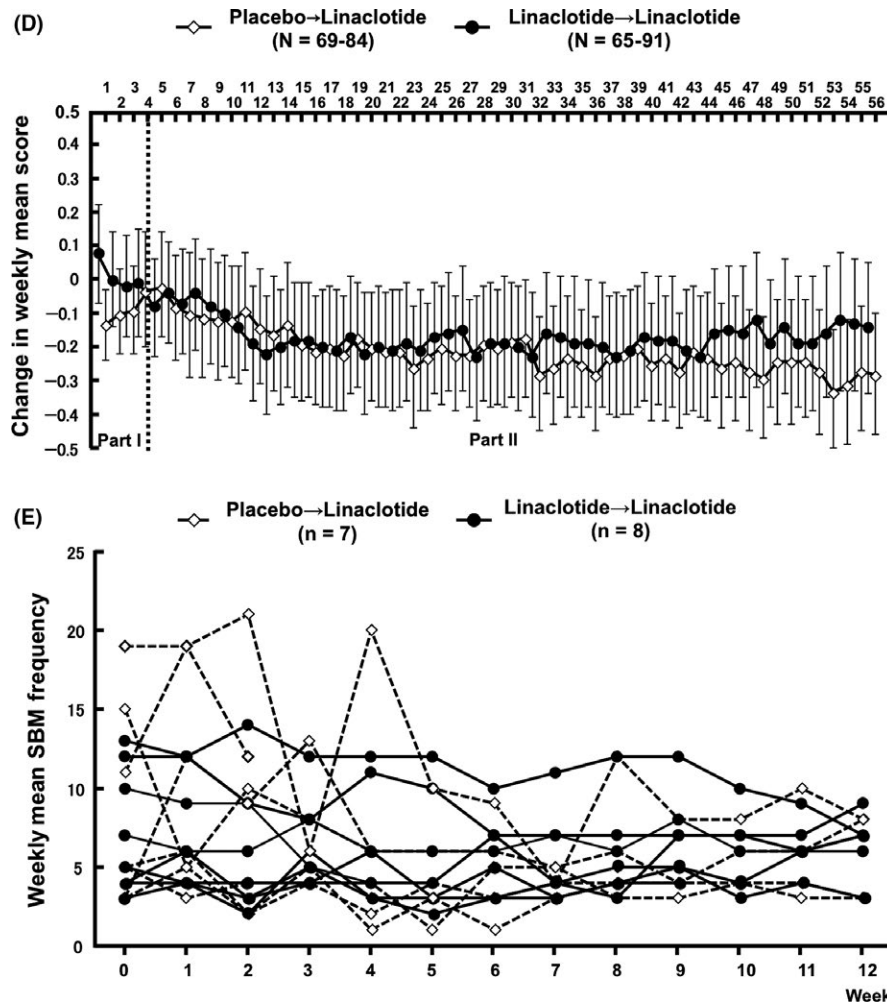 (D)
Placebo→Linaclotide
(N = 69-84)
Linaclotide→Linaclotide
(N = 65-91)
1 3 5 7 9 11 13 15 17 19 21 23 25 27 29 31 33 35 37 39 41 43 45 47 49 51 53 55
2 4 6 8 10 12 14 16 18 20 22 24 26 28 30 32 34 36 38 40 42 44 46 48 50 52 54 56
Change in weekly mean score
0.5
0.4
0.3
0.2
0.1
0
−0.1
−0.2
−0.3
−0.4
−0.5
Part I
Part II
(E)
Placebo→Linaclotide
(n = 7)
Linaclotide→Linaclotide
(n = 8)
Weekly mean SBM frequency
25
20
15
10
5
0
0 1 2 3 4 5 6 7 8 9 10 11 12
Week